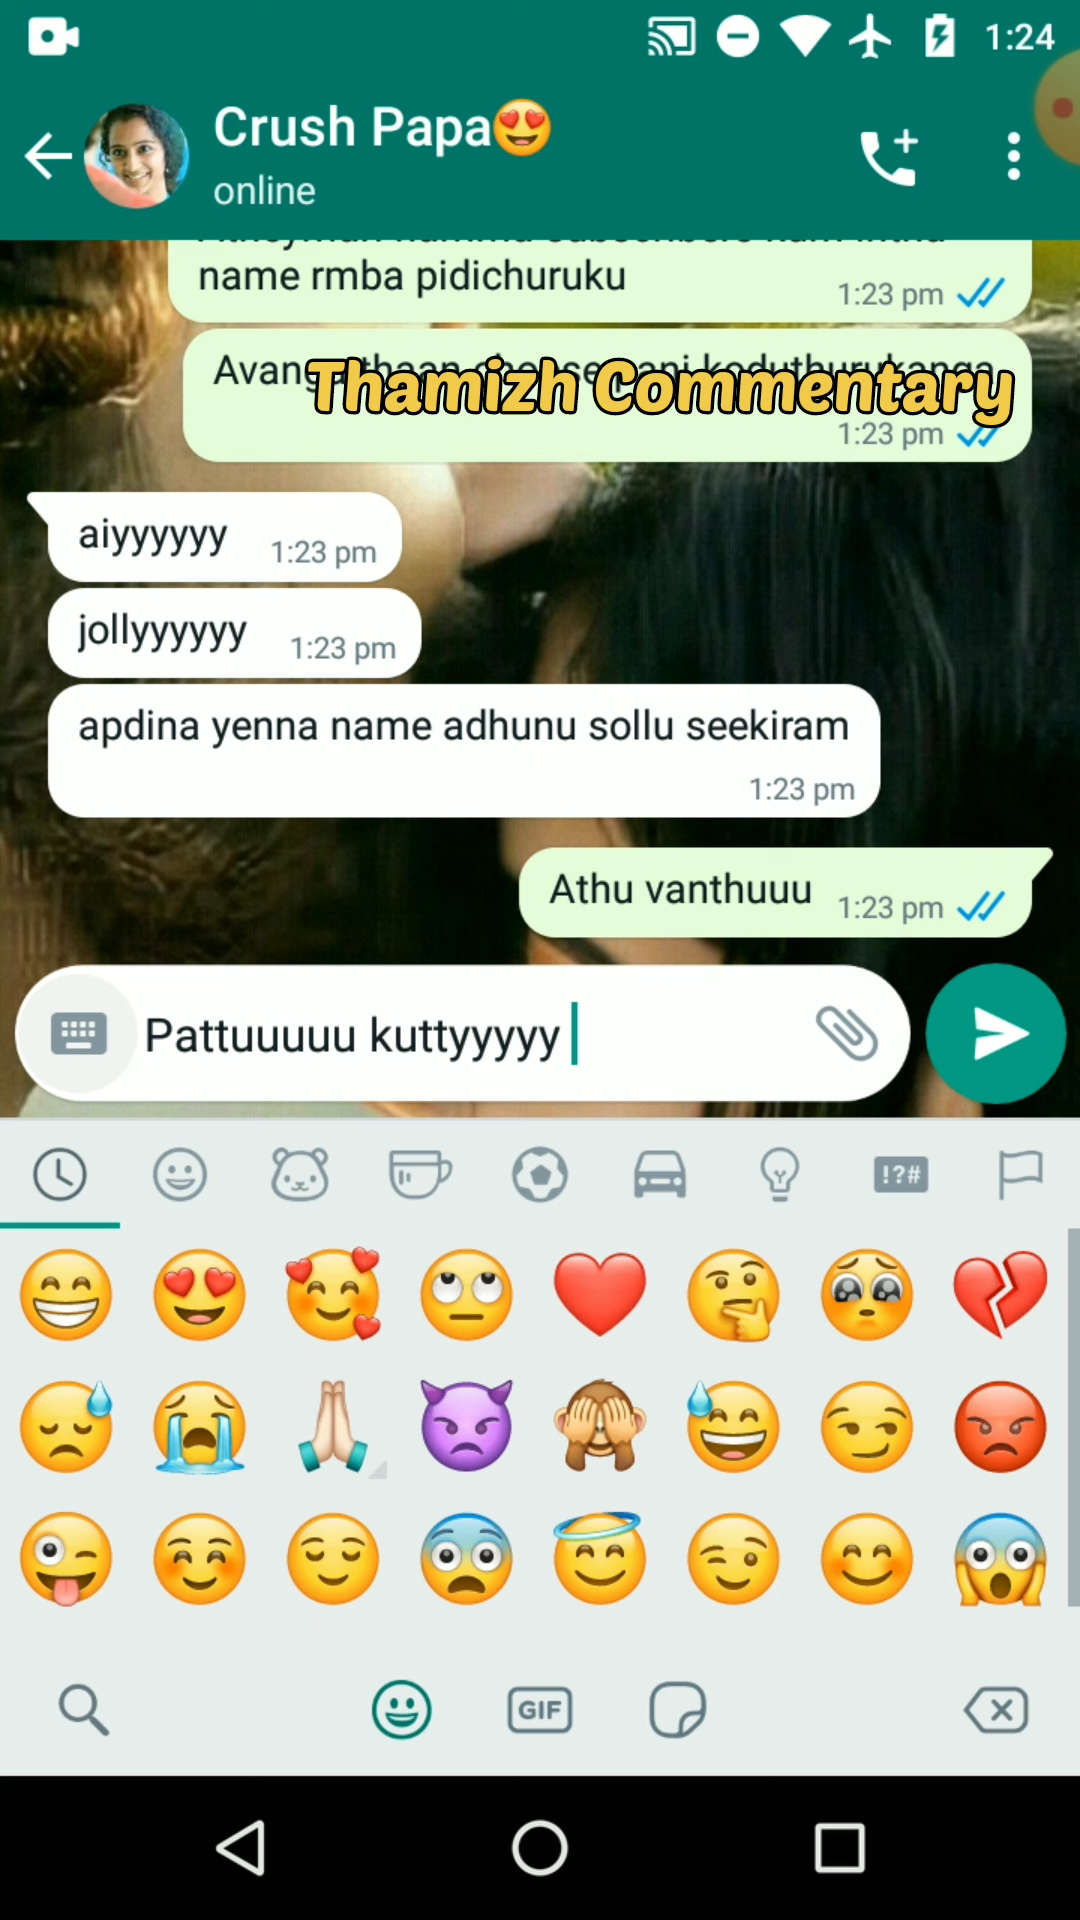 1:24
Crush Papa😍
online
name rmba pidichuruku
1:23 pm
Thamizh Commentary
1:23 pm
aiyyyyyy
1:23 pm
jollyyyyyy
1:23 pm
apdina yenna name adhunu sollu seekiram
1:23 pm
Athu vanthuuu
1:23 pm
Pattuuuuu kuttyyyyy
!?#
GIF